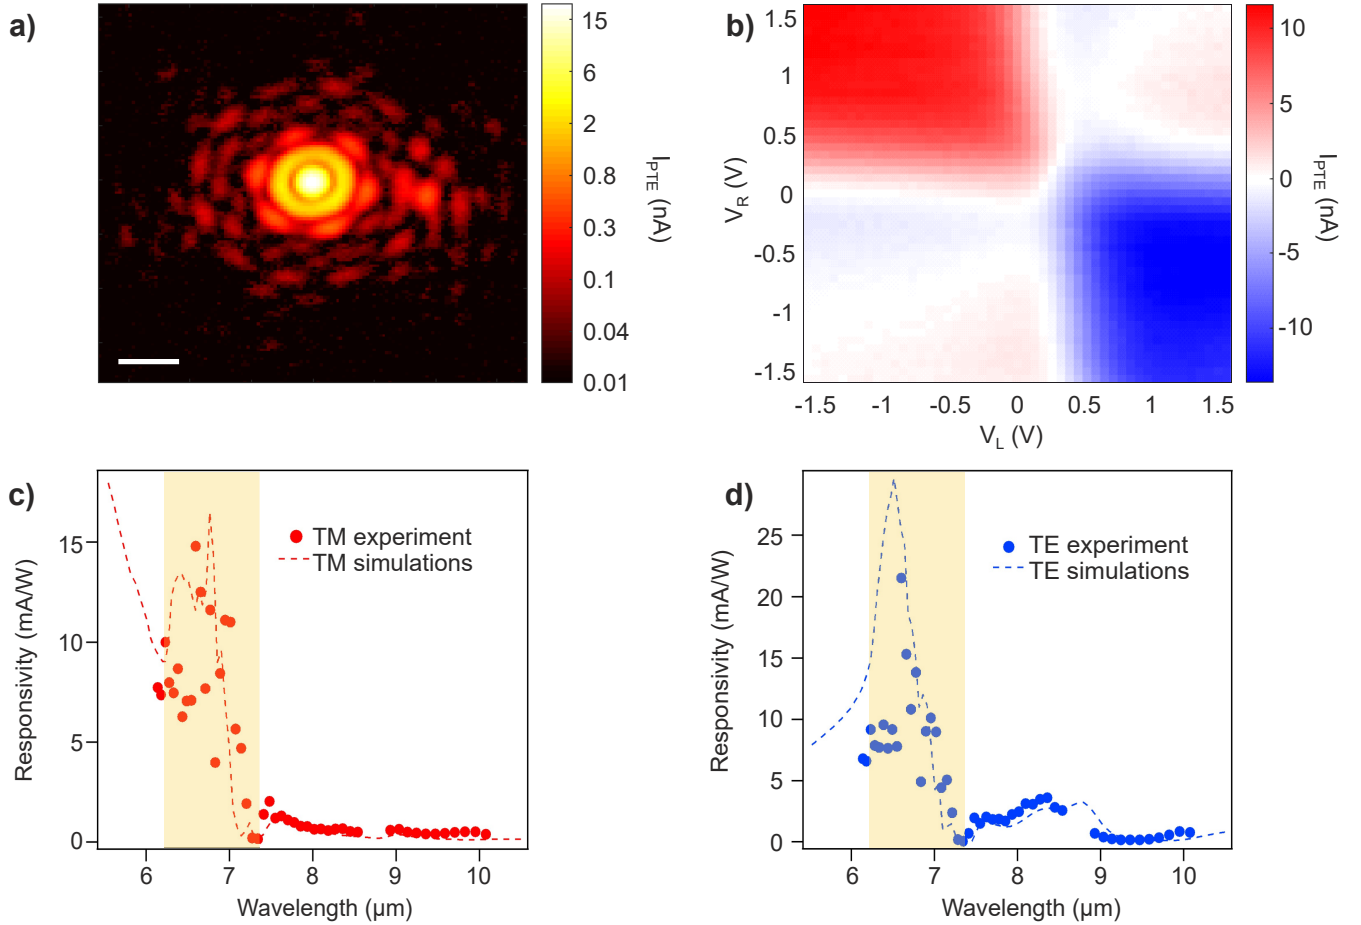 a)
15
6
2
0.8
0.3
0.1
0.04
0.01
I_PTE (nA)
b)
1.5
1
0.5
0
-0.5
-1
-1.5
V_R (V)
-1.5
-1
-0.5
0
0.5
1
1.5
V_L (V)
10
5
0
-5
-10
I_PTE (nA)
c)
15
10
5
0
Responsivity (mA/W)
TM experiment
TM simulations
6
7
8
9
10
Wavelength (µm)
d)
25
20
15
10
5
0
Responsivity (mA/W)
TE experiment
TE simulations
6
7
8
9
10
Wavelength (µm)